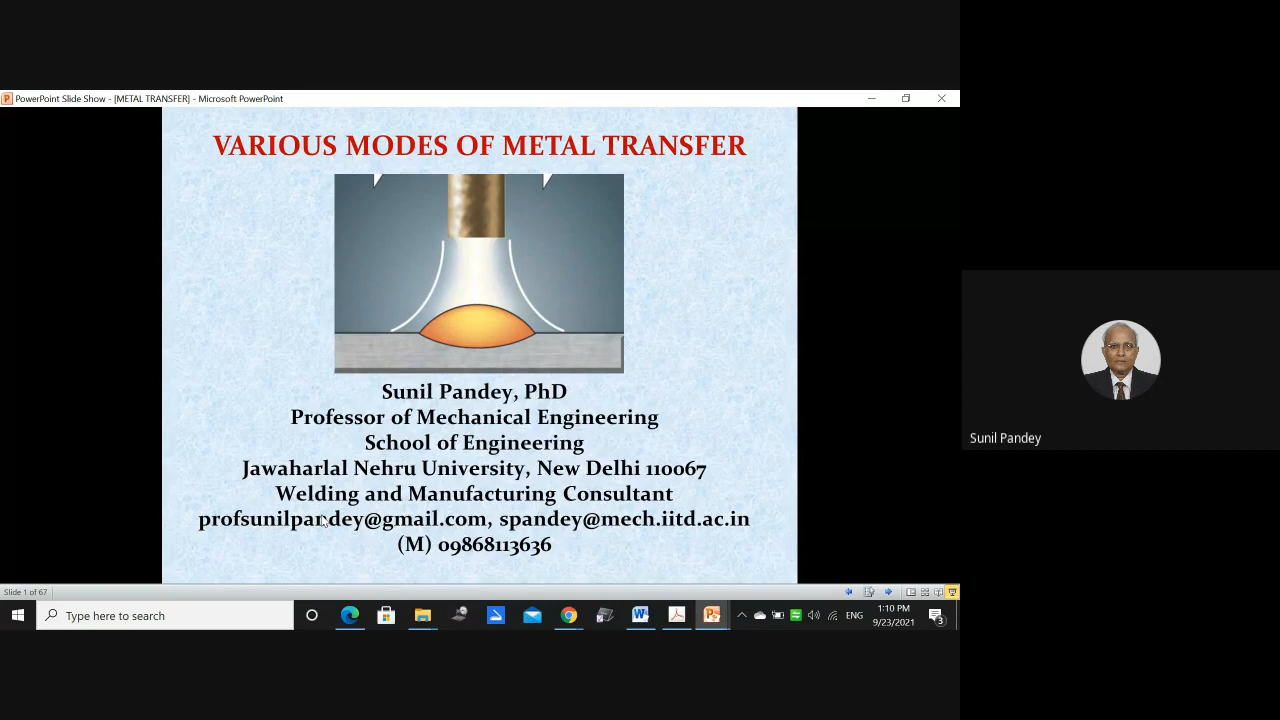 PowerPoint Slide Show - [METAL TRANSFER] - Microsoft PowerPoint
VARIOUS MODES OF METAL TRANSFER
Sunil Pandey, PhD
Professor of Mechanical Engineering
School of Engineering
Jawaharlal Nehru University, New Delhi 110067
Welding and Manufacturing Consultant
profsunilpandey@gmail.com, spandey@mech.iitd.ac.in
(M) 09868113636
Sunil Pandey
Slide 1 of 67
Type here to search
ENG
1:10 PM
9/23/2021
3